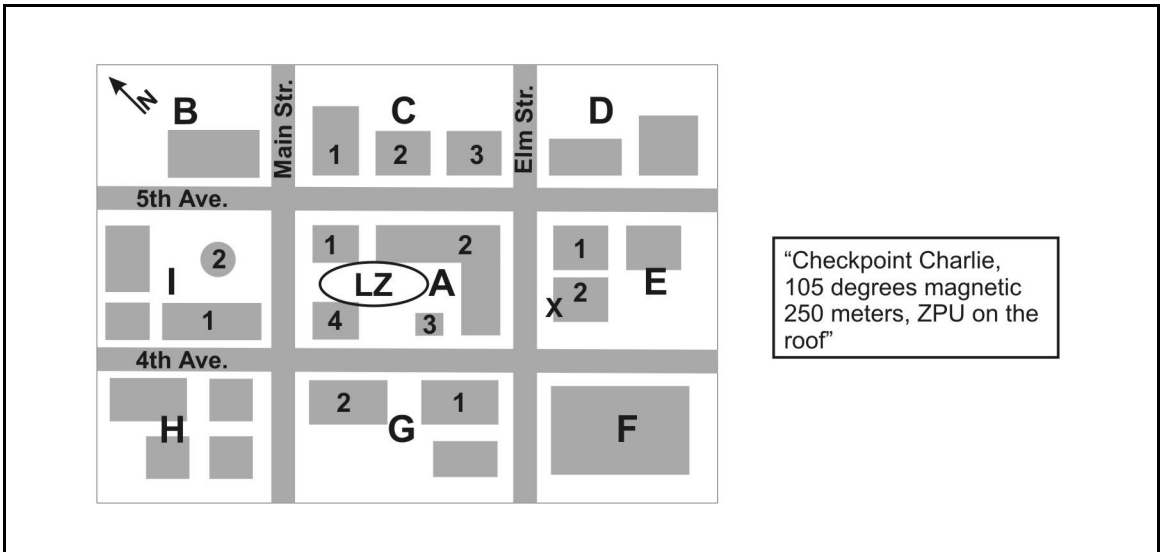 N
B
Main Str.
C
Elm Str.
D
1
2
3
5th Ave.
2
I
1
1
2
LZ
A
4
3
1
2
X
E
4th Ave.
H
2
1
G
F
“Checkpoint Charlie,
105 degrees magnetic
250 meters, ZPU on the
roof”